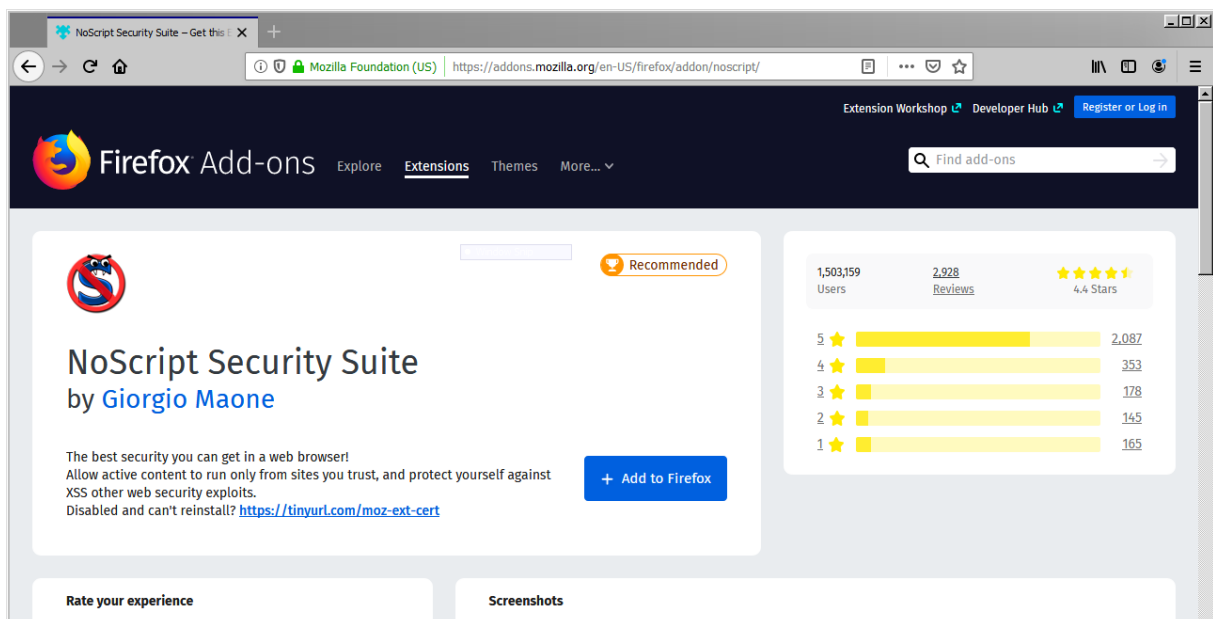 NoScript Security Suite – Get this E
Mozilla Foundation (US) https://addons.mozilla.org/en-US/firefox/addon/noscript/
Extension Workshop Developer Hub Register or Log in
Firefox Add-ons Explore Extensions Themes More... Find add-ons
Recommended
NoScript Security Suite
by Giorgio Maone
The best security you can get in a web browser!
Allow active content to run only from sites you trust, and protect yourself against
XSS other web security exploits.
Disabled and can't reinstall? https://tinyurl.com/moz-ext-cert
+ Add to Firefox
1,503,159 2,928
Users Reviews 4.4 Stars
5 2,087
4 353
3 178
2 145
1 165
Rate your experience
Screenshots